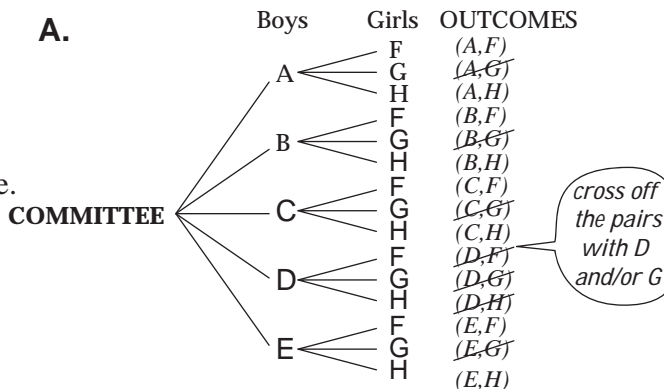 A.
Boys Girls OUTCOMES
F (A,F)
A G (A,G)
H (A,H)
F (B,F)
B G (B,G)
H (B,H)
e.
F (C,F)
COMMITTEE C G (C,G)
H (C,H)
F (D,F)
D G (D,G)
H (D,H)
F (E,F)
E G (E,G)
H (E,H)
cross off
the pairs
with D
and/or G